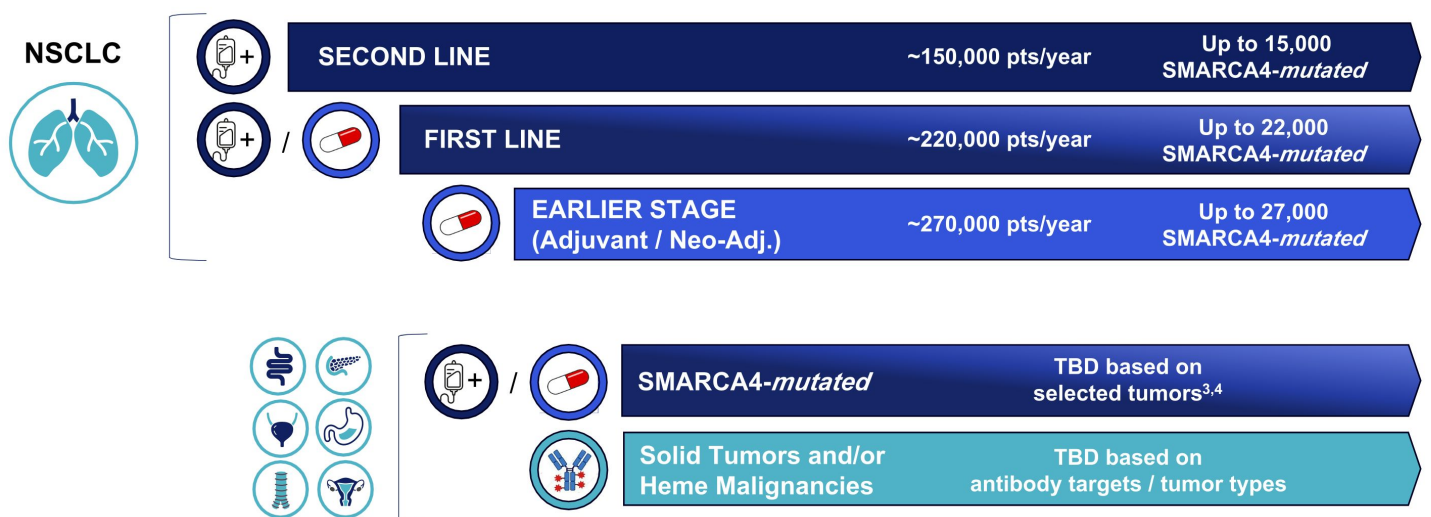 NSCLC
+
SECOND LINE
~150,000 pts/year
Up to 15,000
SMARCA4-mutated
+ /
FIRST LINE
~220,000 pts/year
Up to 22,000
SMARCA4-mutated
EARLIER STAGE
(Adjuvant / Neo-Adj.)
~270,000 pts/year
Up to 27,000
SMARCA4-mutated
+ /
SMARCA4-mutated
TBD based on
selected tumors3,4
Solid Tumors and/or
Heme Malignancies
TBD based on
antibody targets / tumor types